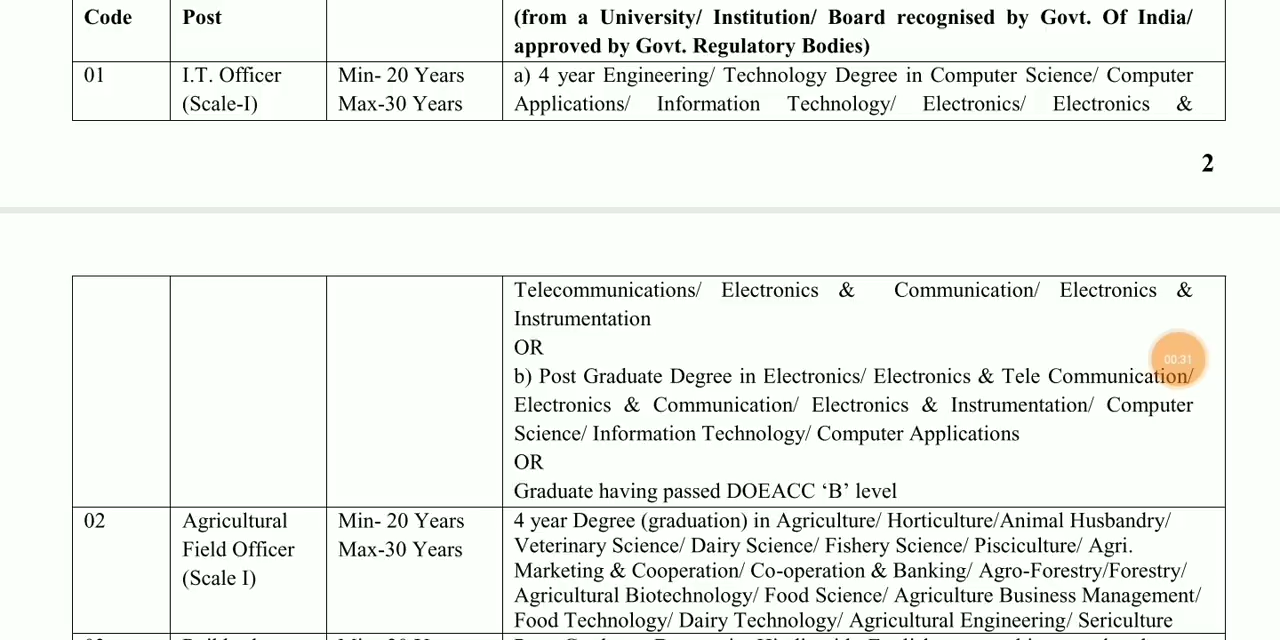 Code Post (from a University/ Institution/ Board recognised by Govt. Of India/
approved by Govt. Regulatory Bodies)
01 I.T. Officer Min- 20 Years a) 4 year Engineering/ Technology Degree in Computer Science/ Computer
(Scale-I) Max-30 Years Applications/ Information Technology/ Electronics/ Electronics &
2
Telecommunications/ Electronics & Communication/ Electronics &
Instrumentation
OR
00:31
b) Post Graduate Degree in Electronics/ Electronics & Tele Communication/
Electronics & Communication/ Electronics & Instrumentation/ Computer
Science/ Information Technology/ Computer Applications
OR
Graduate having passed DOEACC ‘B’ level
02 Agricultural Min- 20 Years 4 year Degree (graduation) in Agriculture/ Horticulture/Animal Husbandry/
Field Officer Max-30 Years Veterinary Science/ Dairy Science/ Fishery Science/ Pisciculture/ Agri.
(Scale I) Marketing & Cooperation/ Co-operation & Banking/ Agro-Forestry/Forestry/
Agricultural Biotechnology/ Food Science/ Agriculture Business Management/
Food Technology/ Dairy Technology/ Agricultural Engineering/ Sericulture